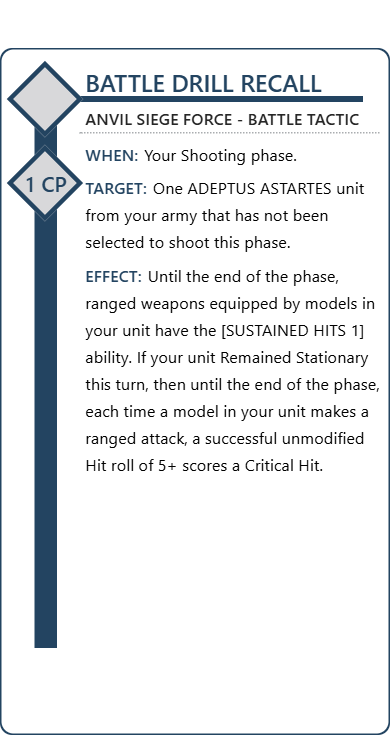 BATTLE DRILL RECALL
ANVIL SIEGE FORCE - BATTLE TACTIC
WHEN: Your Shooting phase.
1 CP
TARGET: One ADEPTUS ASTARTES unit
from your army that has not been
selected to shoot this phase.
EFFECT: Until the end of the phase,
ranged weapons equipped by models in
your unit have the [SUSTAINED HITS 1]
ability. If your unit Remained Stationary
this turn, then until the end of the phase,
each time a model in your unit makes a
ranged attack, a successful unmodified
Hit roll of 5+ scores a Critical Hit.